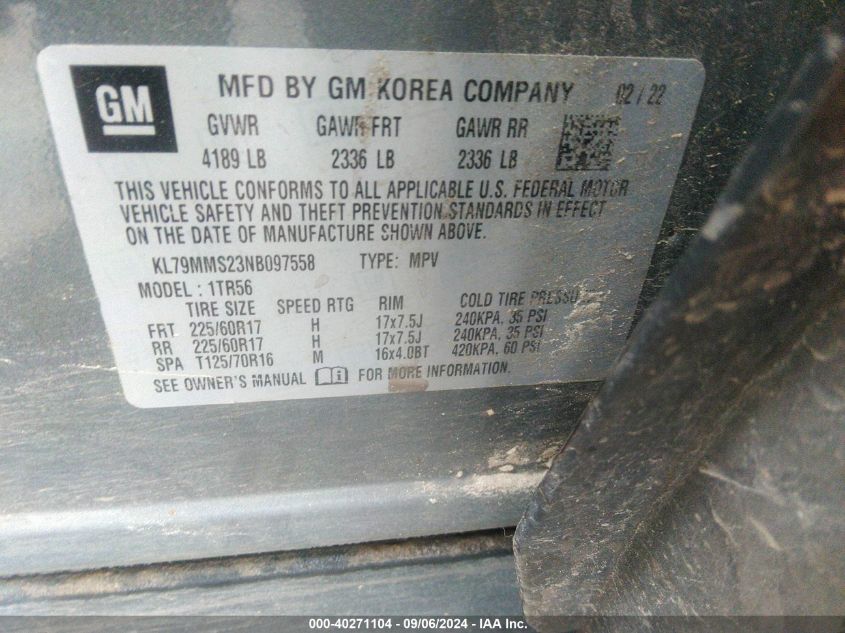 GM
MFD BY GM KOREA COMPANY 02 / 22
GVWR GAWR FRT GAWR RR
4189 LB 2336 LB 2336 LB
THIS VEHICLE CONFORMS TO ALL APPLICABLE U.S. FEDERAL MOTOR
VEHICLE SAFETY AND THEFT PREVENTION STANDARDS IN EFFECT
ON THE DATE OF MANUFACTURE SHOWN ABOVE.
KL79MMS23NB097558 TYPE: MPV
MODEL : 1TR56
TIRE SIZE SPEED RTG RIM COLD TIRE PRESSURE
FRT 225/60R17 H 17x7.5J 240KPA, 35 PSI
RR 225/60R17 H 17x7.5J 240KPA, 35 PSI
SPA T125/70R16 M 16x4.0BT 420KPA, 60 PSI
SEE OWNER'S MANUAL FOR MORE INFORMATION.
000-40271104 - 09/06/2024 - IAA Inc.